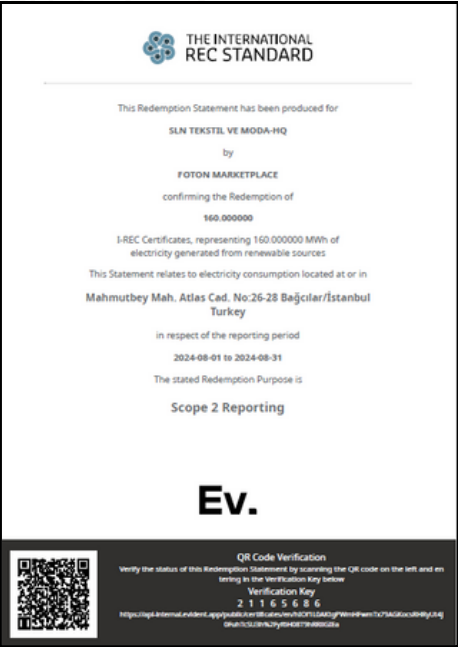 THE INTERNATIONAL
REC STANDARD
This Redemption Statement has been produced for
SLN TEKSTIL VE MODA-HQ
by
FOTON MARKETPLACE
confirming the Redemption of
160.000000
I-REC Certificates, representing 160.000000 MWh of
electricity generated from renewable sources
This Statement relates to electricity consumption located at or in
Mahmutbey Mah. Atlas Cad. No:26-28 Bağcılar/İstanbul
Turkey
in respect of the reporting period
2024-08-01 to 2024-08-31
The stated Redemption Purpose is
Scope 2 Reporting
Ev.
QR Code Verification
Verify the status of this Redemption Statement by scanning the QR code on the left and en
tering in the Verification Key below
Verification Key
2 1 1 6 5 6 8 6